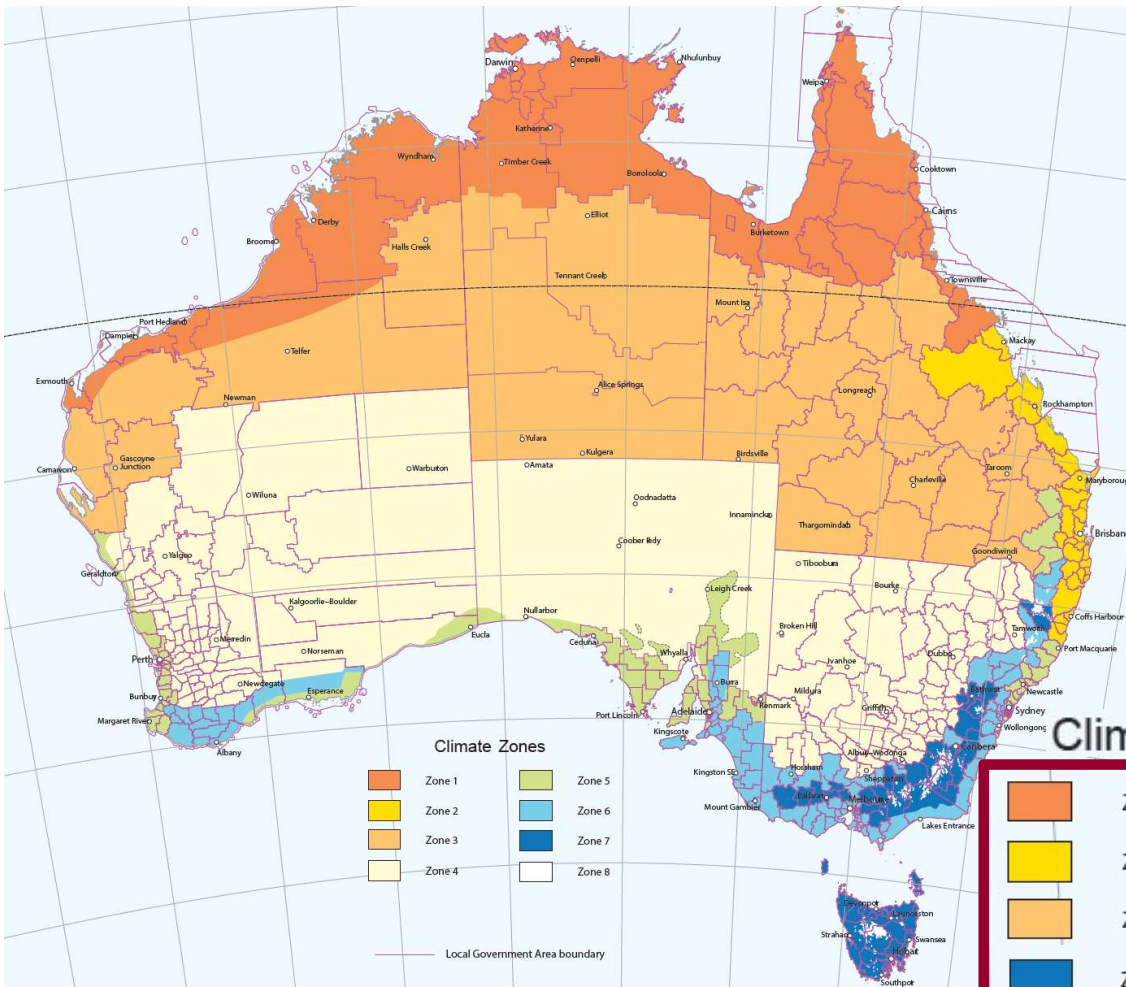 Darwin
Oenpelli
Nhulunbuy
Weipa
Katherine
Wyndham
Timber Creek
Borroloola
Cooktown
Cairns
Derby
Elliot
Burketown
Broome
Halls Creek
Tennant Creek
Townsville
Mount Isa
Port Hedland
Dampier
Mackay
Telfer
Exmouth
Alice Springs
Longreach
Newman
Rockhampton
Yulara
Kulgera
Birdsville
Gascoyne
Junction
Carnarvon
Amata
Warburton
Taroom
Charleville
Maryboroug
Wiluna
Oodnadatta
Innamincka
Thargomindah
Brisban
Coober Pedy
Goondiwindi
Yalgoo
Tibooburra
Geraldton
Leigh Creek
Bourke
Kalgoorlie-Boulder
Nullarbor
Coffs Harbour
Eucla
Broken Hill
Tamworth
Merredin
Ceduna
Port Macquarie
Norseman
Whyalla
Ivanhoe
Dubbo
Perth
Newdegate
Burra
Mildura
Bathurst
Newcastle
Bunbury
Esperance
Renmark
Griffith
Sydney
Margaret River
Port Lincoln
Adelaide
Wollongong
Albany
Kingscote
Albury-Wodonga
Canberra
Kingston SE
Horsham
Shepparton
Mount Gambier
Ballarat
Melbourne
Lakes Entrance
Climate Zones
Zone 1
Zone 5
Zone 2
Zone 6
Zone 3
Zone 7
Zone 4
Zone 8
Clim
Devonport
Launceston
Strahan
Swansea
Hobart
Southport
Local Government Area boundary